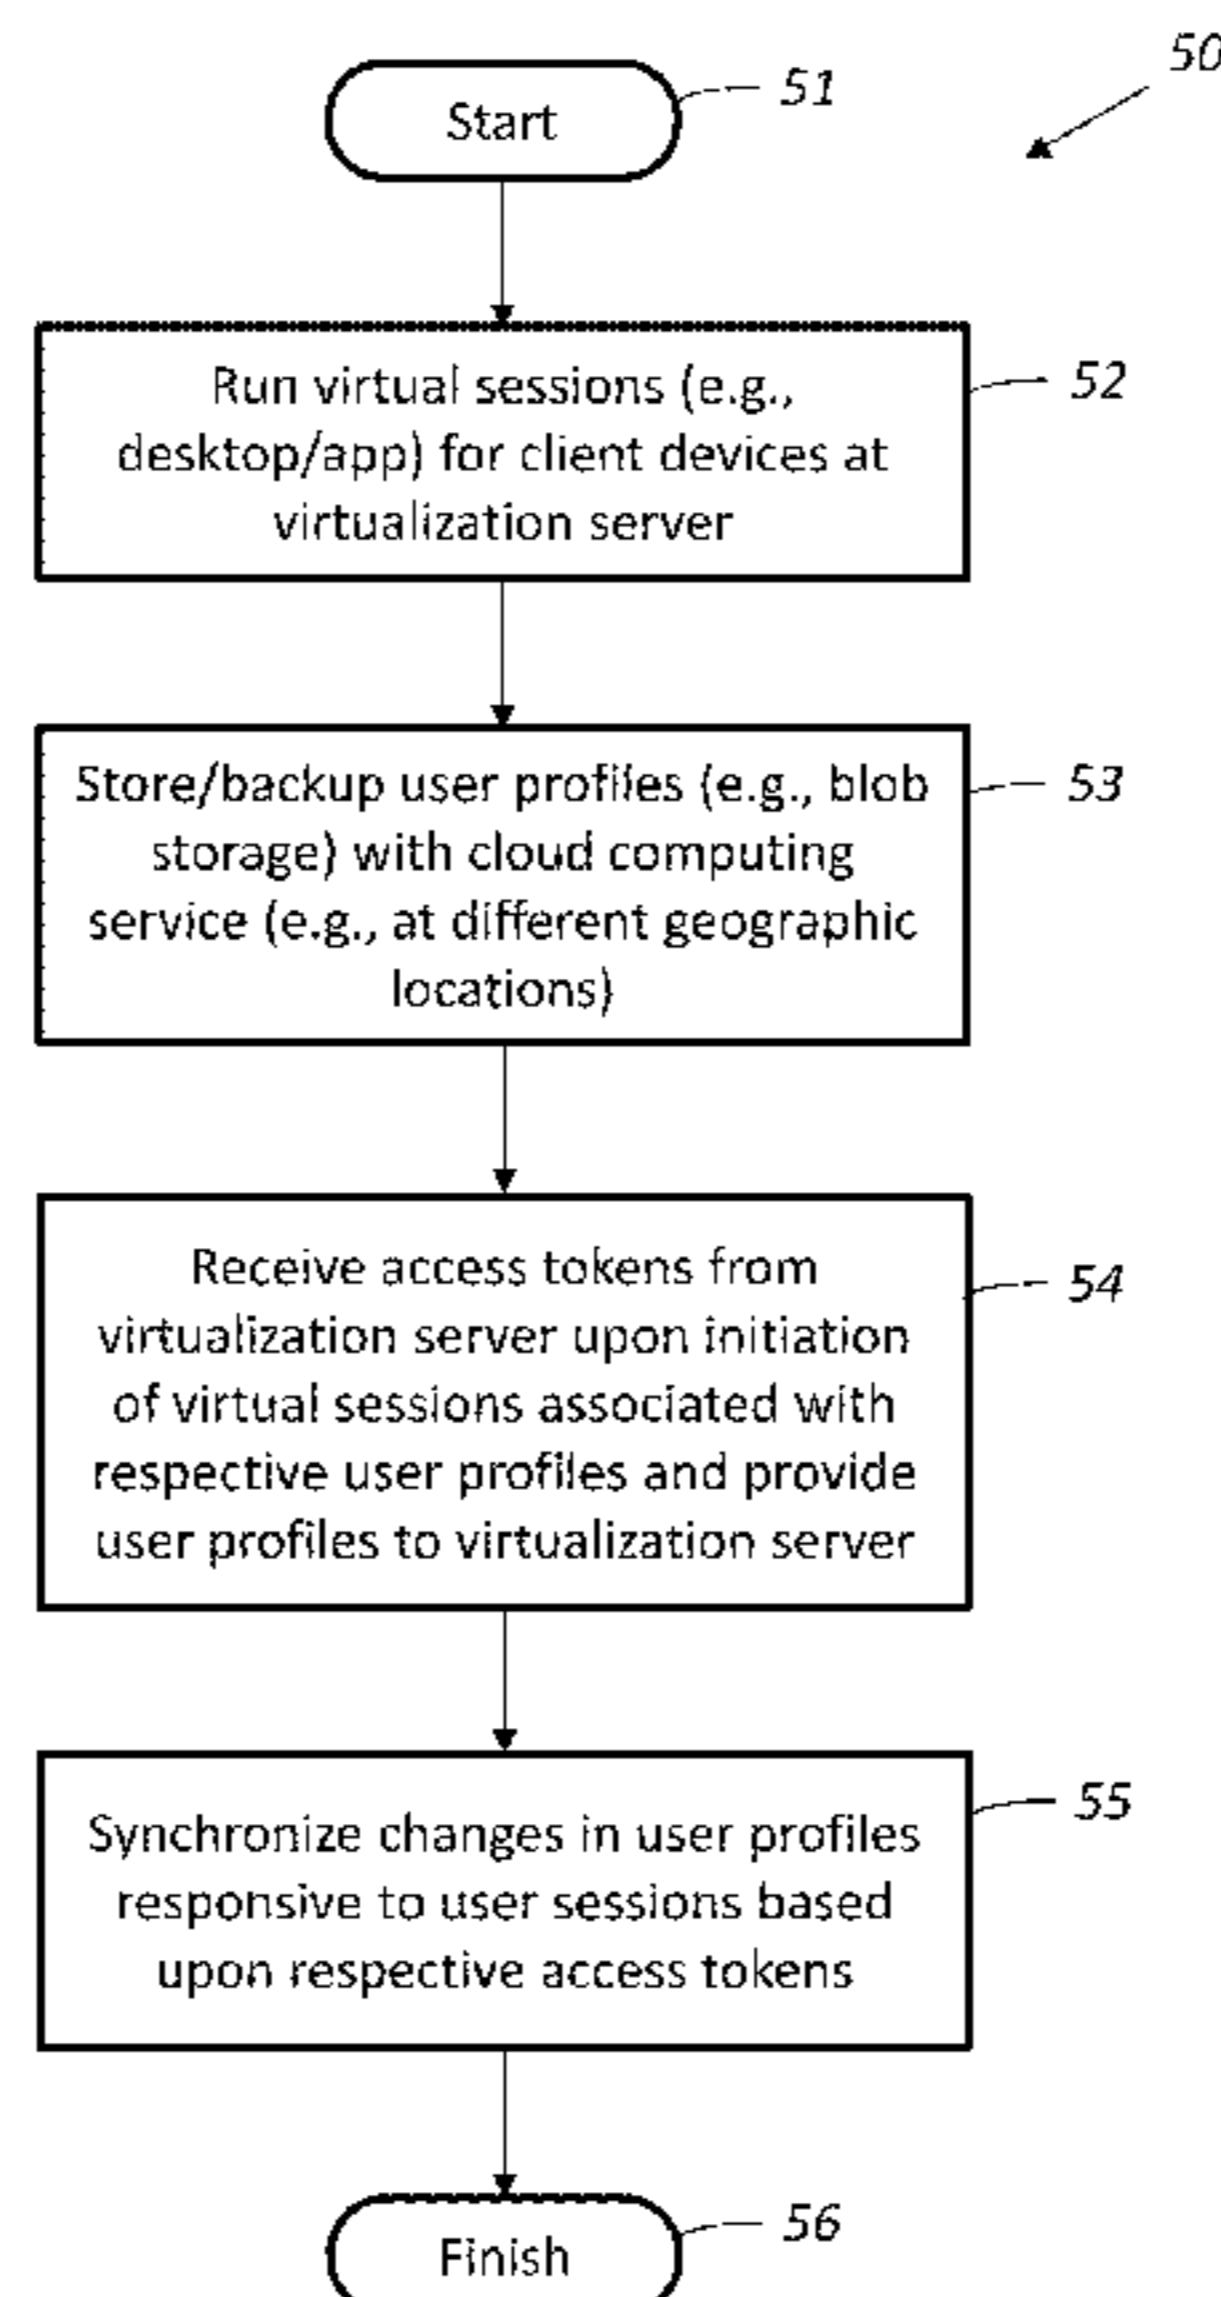 50
Start
51
Run virtual sessions (e.g.,
desktop/app) for client devices at
virtualization server
52
Store/backup user profiles (e.g., blob
storage) with cloud computing
service (e.g., at different geographic
locations)
53
Receive access tokens from
virtualization server upon initiation
of virtual sessions associated with
respective user profiles and provide
user profiles to virtualization server
54
Synchronize changes in user profiles
responsive to user sessions based
upon respective access tokens
55
Finish
56